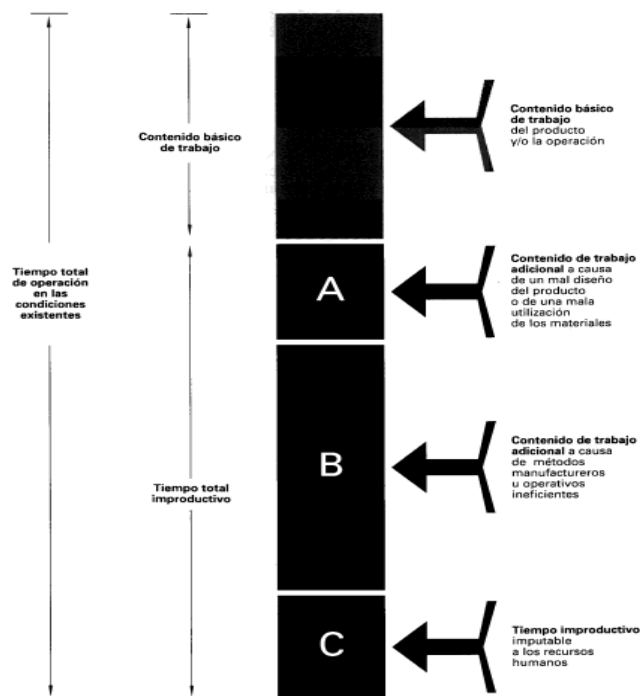 Contenido básico
de trabajo
Contenido básico
de trabajo
del producto
y/o la operación
Tiempo total
de operación
en las
condiciones
existentes
A
Contenido de trabajo
adicional a causa
de un mal diseño
del producto
o de una mala
utilización
de los materiales
Tiempo total
improductivo
B
Contenido de trabajo
adicional a causa
de métodos
manufactureros
u operativos
ineficientes
C
Tiempo improductivo
imputable
a los recursos
humanos